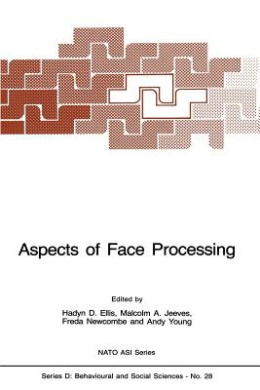 Aspects of Face Processing
Edited by
Hadyn D. Ellis, Malcolm A. Jeeves,
Freda Newcombe and Andy Young
NATO ASI Series
Series D: Behavioural and Social Sciences - No. 28